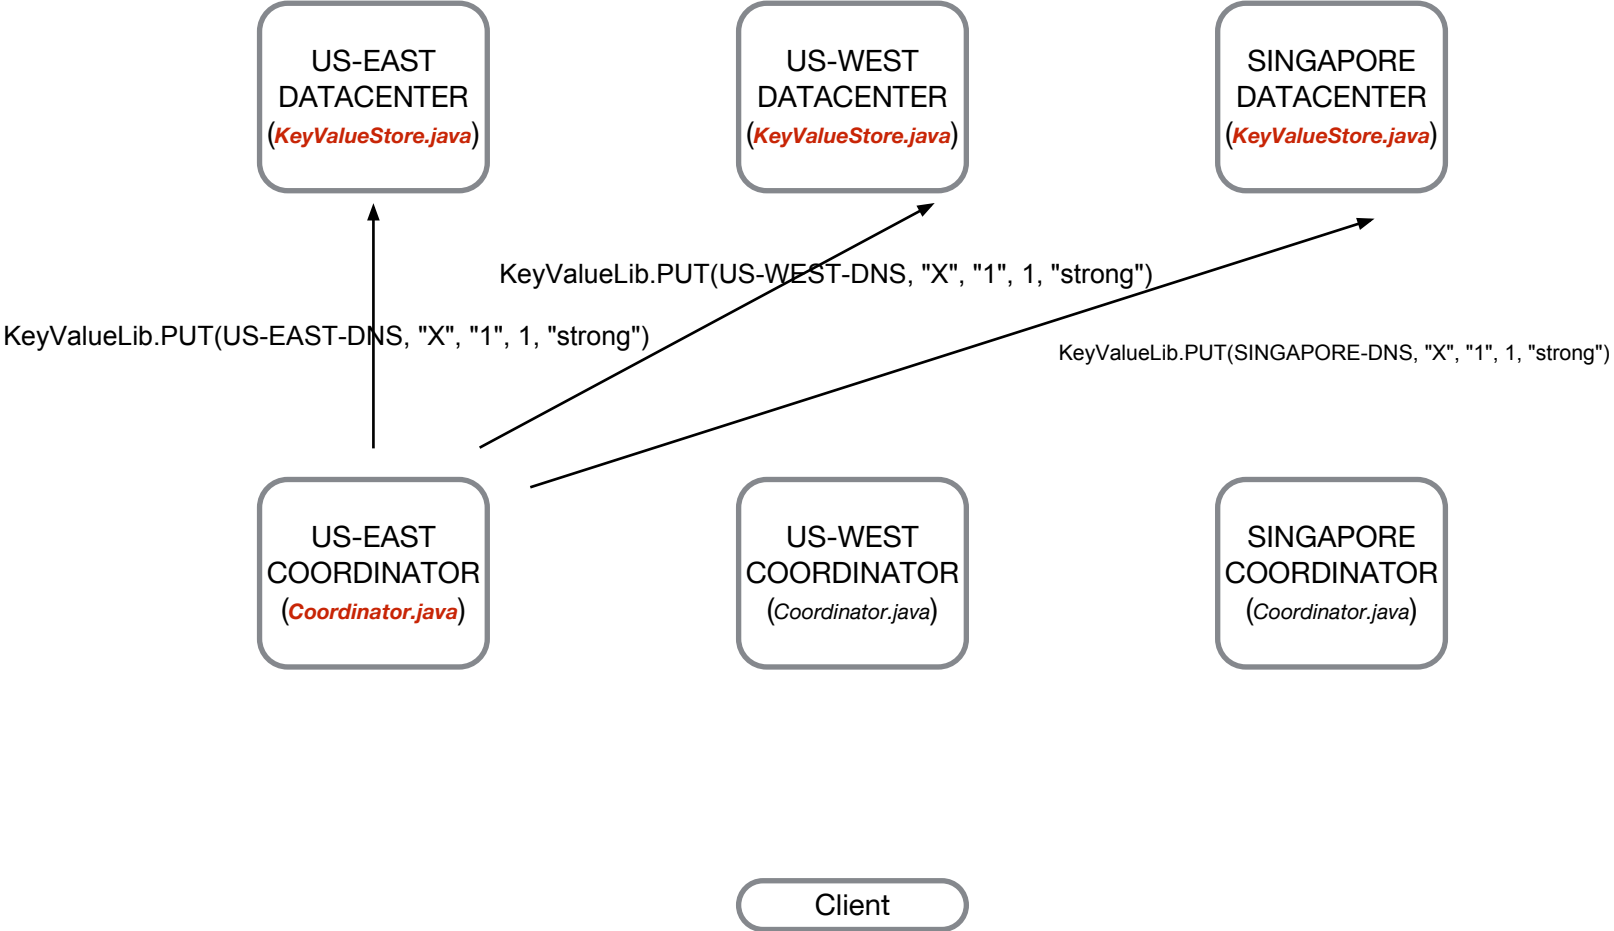 US-EAST
DATACENTER
(KeyValueStore.java)
US-WEST
DATACENTER
(KeyValueStore.java)
SINGAPORE
DATACENTER
(KeyValueStore.java)
KeyValueLib.PUT(US-WEST-DNS, "X", "1", 1, "strong")
KeyValueLib.PUT(US-EAST-DNS, "X", "1", 1, "strong")
KeyValueLib.PUT(SINGAPORE-DNS, "X", "1", 1, "strong")
US-EAST
COORDINATOR
(Coordinator.java)
US-WEST
COORDINATOR
(Coordinator.java)
SINGAPORE
COORDINATOR
(Coordinator.java)
Client